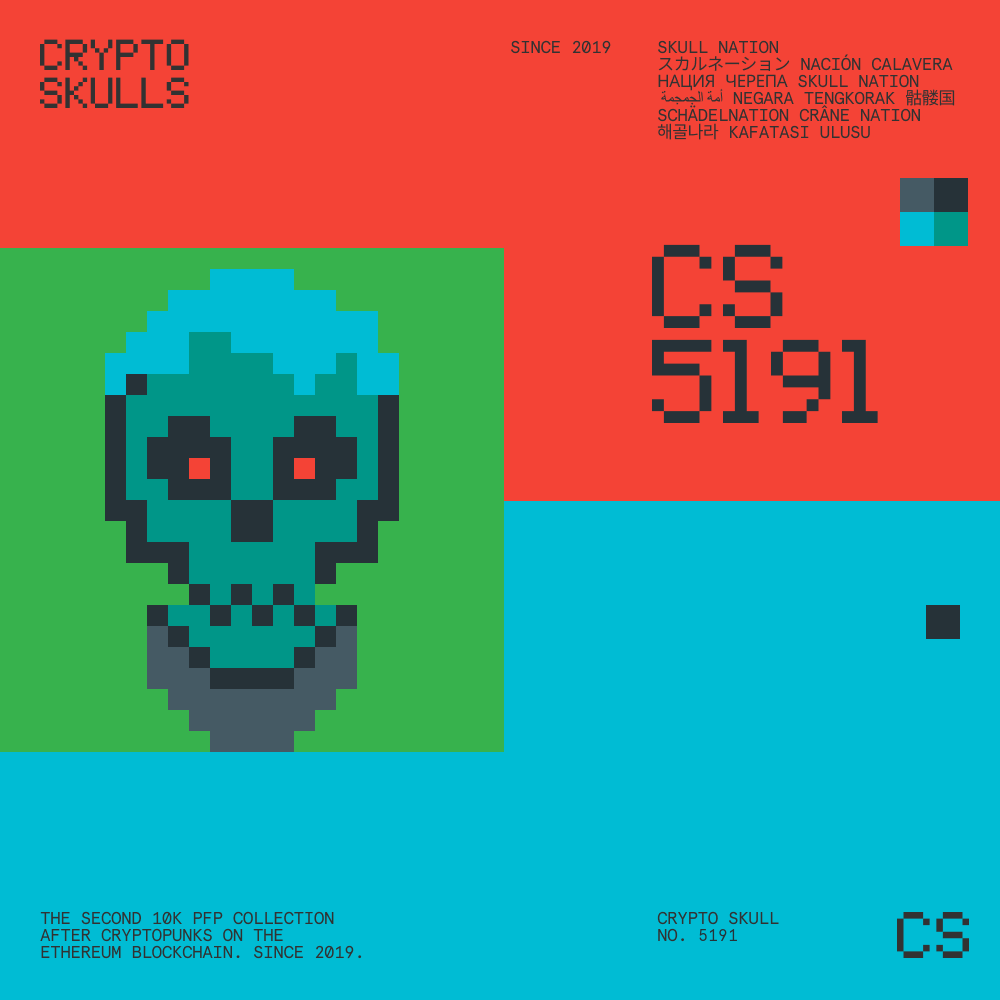 CRYPTO
SKULLS
SINCE 2019
SKULL NATION
スカルネーション NACIÓN CALAVERA
НАЦИЯ ЧЕРЕПА SKULL NATION
أمة الجمجمة NEGARA TENGKORAK 骷髅国
SCHÄDELNATION CRÂNE NATION
해골나라 KAFATASI ULUSU
CS
5191
THE SECOND 10K PFP COLLECTION
AFTER CRYPTOPUNKS ON THE
ETHEREUM BLOCKCHAIN. SINCE 2019.
CRYPTO SKULL
NO. 5191
CS